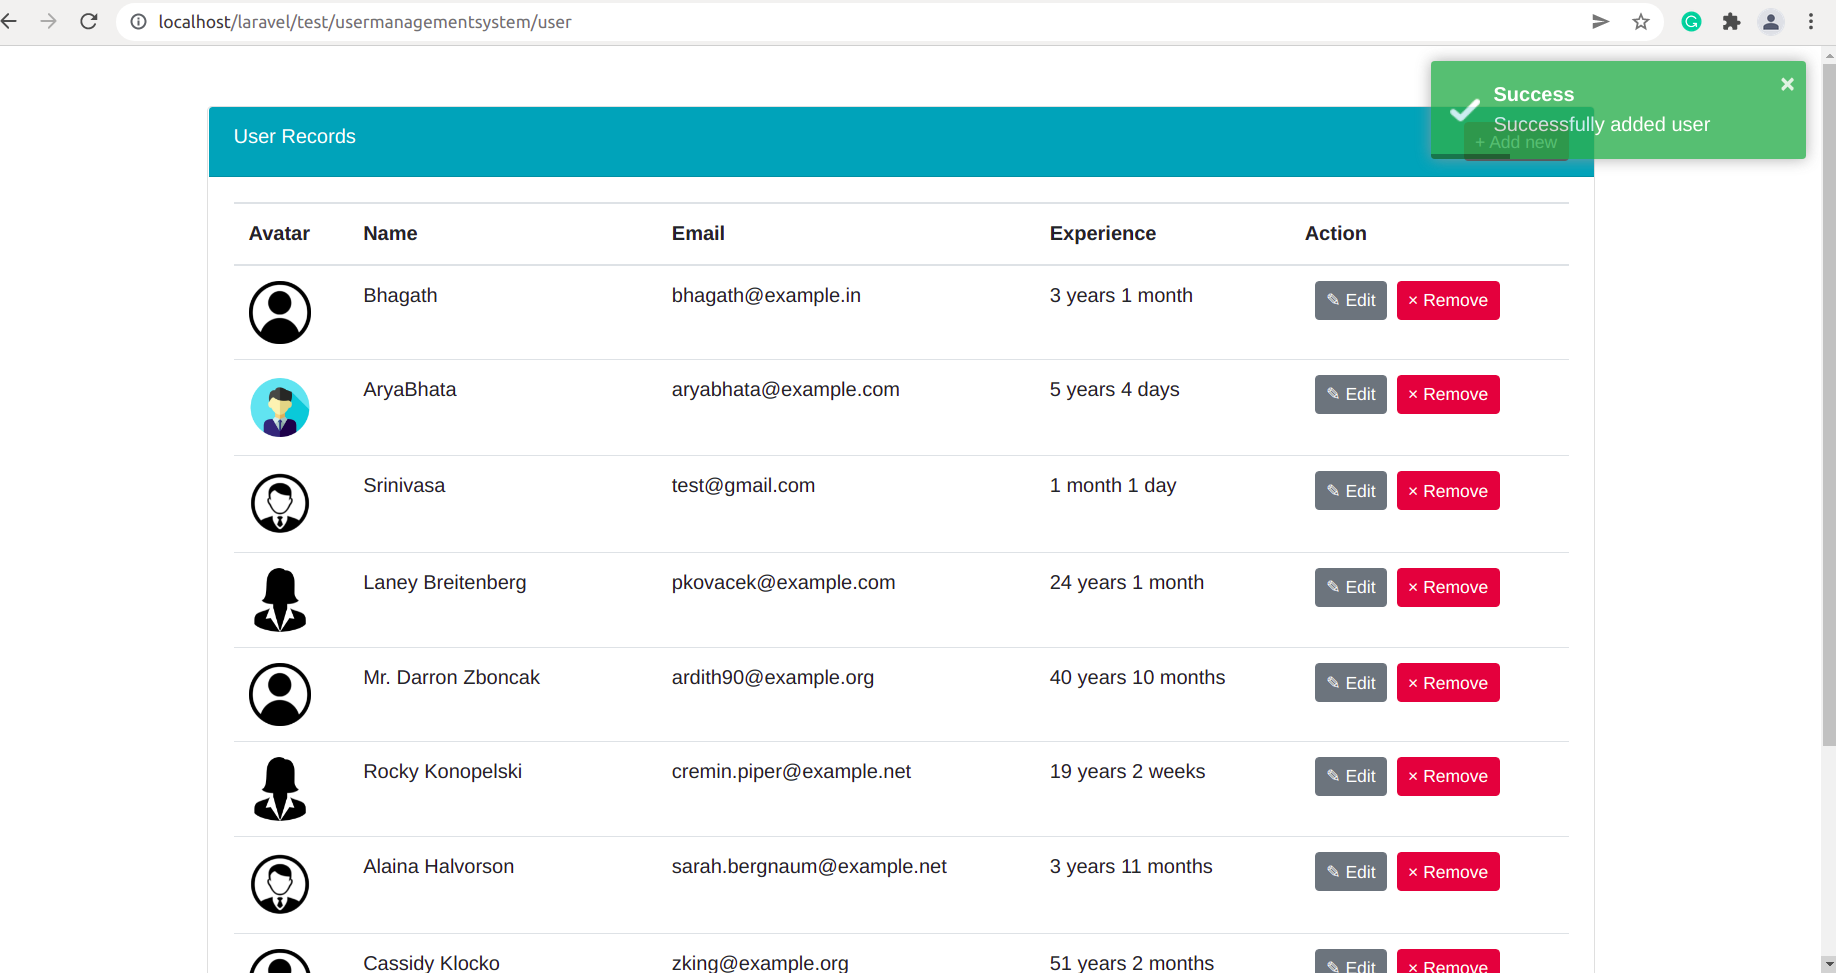 localhost/laravel/test/usermanagementsystem/user
Success
Successfully added user
User Records
+ Add new
Avatar Name Email Experience Action
Bhagath bhagath@example.in 3 years 1 month ✎ Edit × Remove
AryaBhata aryabhata@example.com 5 years 4 days ✎ Edit × Remove
Srinivasa test@gmail.com 1 month 1 day ✎ Edit × Remove
Laney Breitenberg pkovacek@example.com 24 years 1 month ✎ Edit × Remove
Mr. Darron Zboncak ardith90@example.org 40 years 10 months ✎ Edit × Remove
Rocky Konopelski cremin.piper@example.net 19 years 2 weeks ✎ Edit × Remove
Alaina Halvorson sarah.bergnaum@example.net 3 years 11 months ✎ Edit × Remove
Cassidy Klocko zking@example.org 51 years 2 months ✎ Edit × Remove